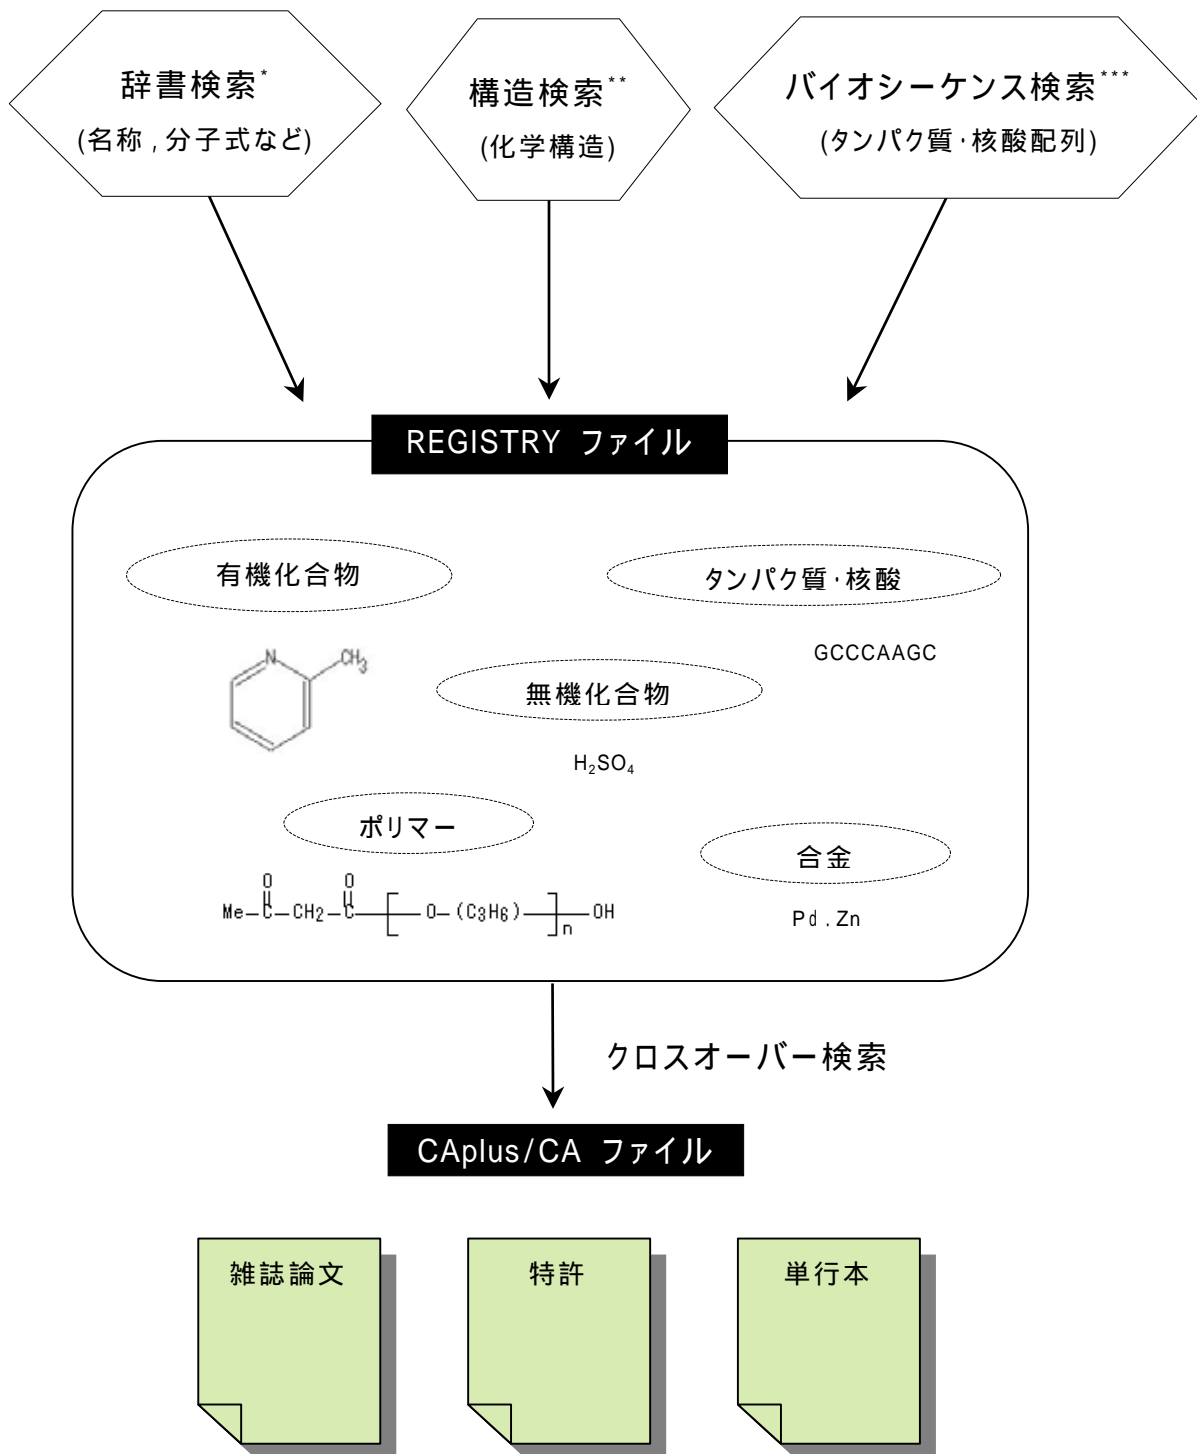 辞書検索*
(名称,分子式など)
構造検索**
(化学構造)
バイオシーケンス検索***
(タンパク質・核酸配列)
REGISTRY ファイル
有機化合物
タンパク質・核酸
GCCCAAGC
N
CH₃
無機化合物
H₂SO₄
ポリマー
合金
O O
Me-C-CH₂-C-[-O-(C₃H₆)-]n-OH
Pd.Zn
クロスオーバー検索
CAplus/CA ファイル
雑誌論文
特許
単行本